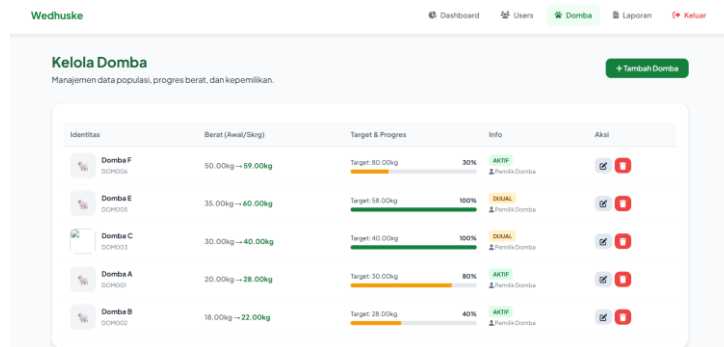 Wedhuske
Dashboard Users Domba Laporan Keluar
Kelola Domba
Manajemen data populasi, progres berat, dan kepemilikan.
+ Tambah Domba
Identitas Berat (Awal/Skrg) Target & Progres Info Aksi
Domba F
DOM006
50.00kg → 59.00kg
Target: 80.00kg 30%
AKTIF
Pemilik Domba
Domba E
DOM005
35.00kg → 60.00kg
Target: 58.00kg 100%
DIJUAL
Pemilik Domba
Domba C
DOM003
30.00kg → 40.00kg
Target: 40.00kg 100%
DIJUAL
Pemilik Domba
Domba A
DOM001
20.00kg → 28.00kg
Target: 30.00kg 80%
AKTIF
Pemilik Domba
Domba B
DOM002
18.00kg → 22.00kg
Target: 28.00kg 40%
AKTIF
Pemilik Domba